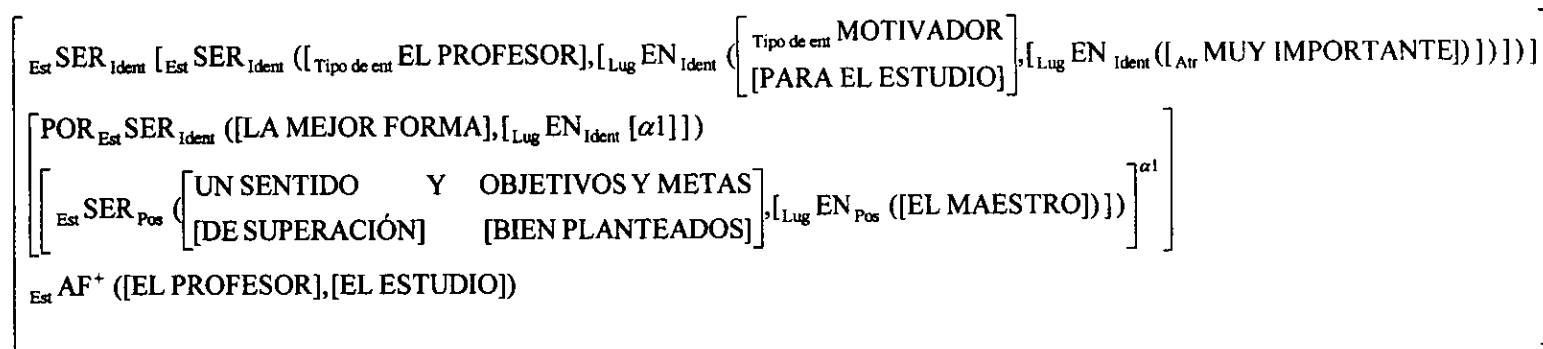 Est SER Ident [Est SER Ident ([Tipo de ent EL PROFESOR],[Lug EN Ident ([Tipo de ent MOTIVADOR
[PARA EL ESTUDIO]],[Lug EN Ident ([Atr MUY IMPORTANTE])])])]
[POR Est SER Ident ([LA MEJOR FORMA],[Lug EN Ident [α1]])
[[Est SER Pos ([UN SENTIDO Y OBJETIVOS Y METAS
[DE SUPERACIÓN] [BIEN PLANTEADOS]],[Lug EN Pos ([EL MAESTRO])])]α1]
Est AF+ ([EL PROFESOR],[EL ESTUDIO])